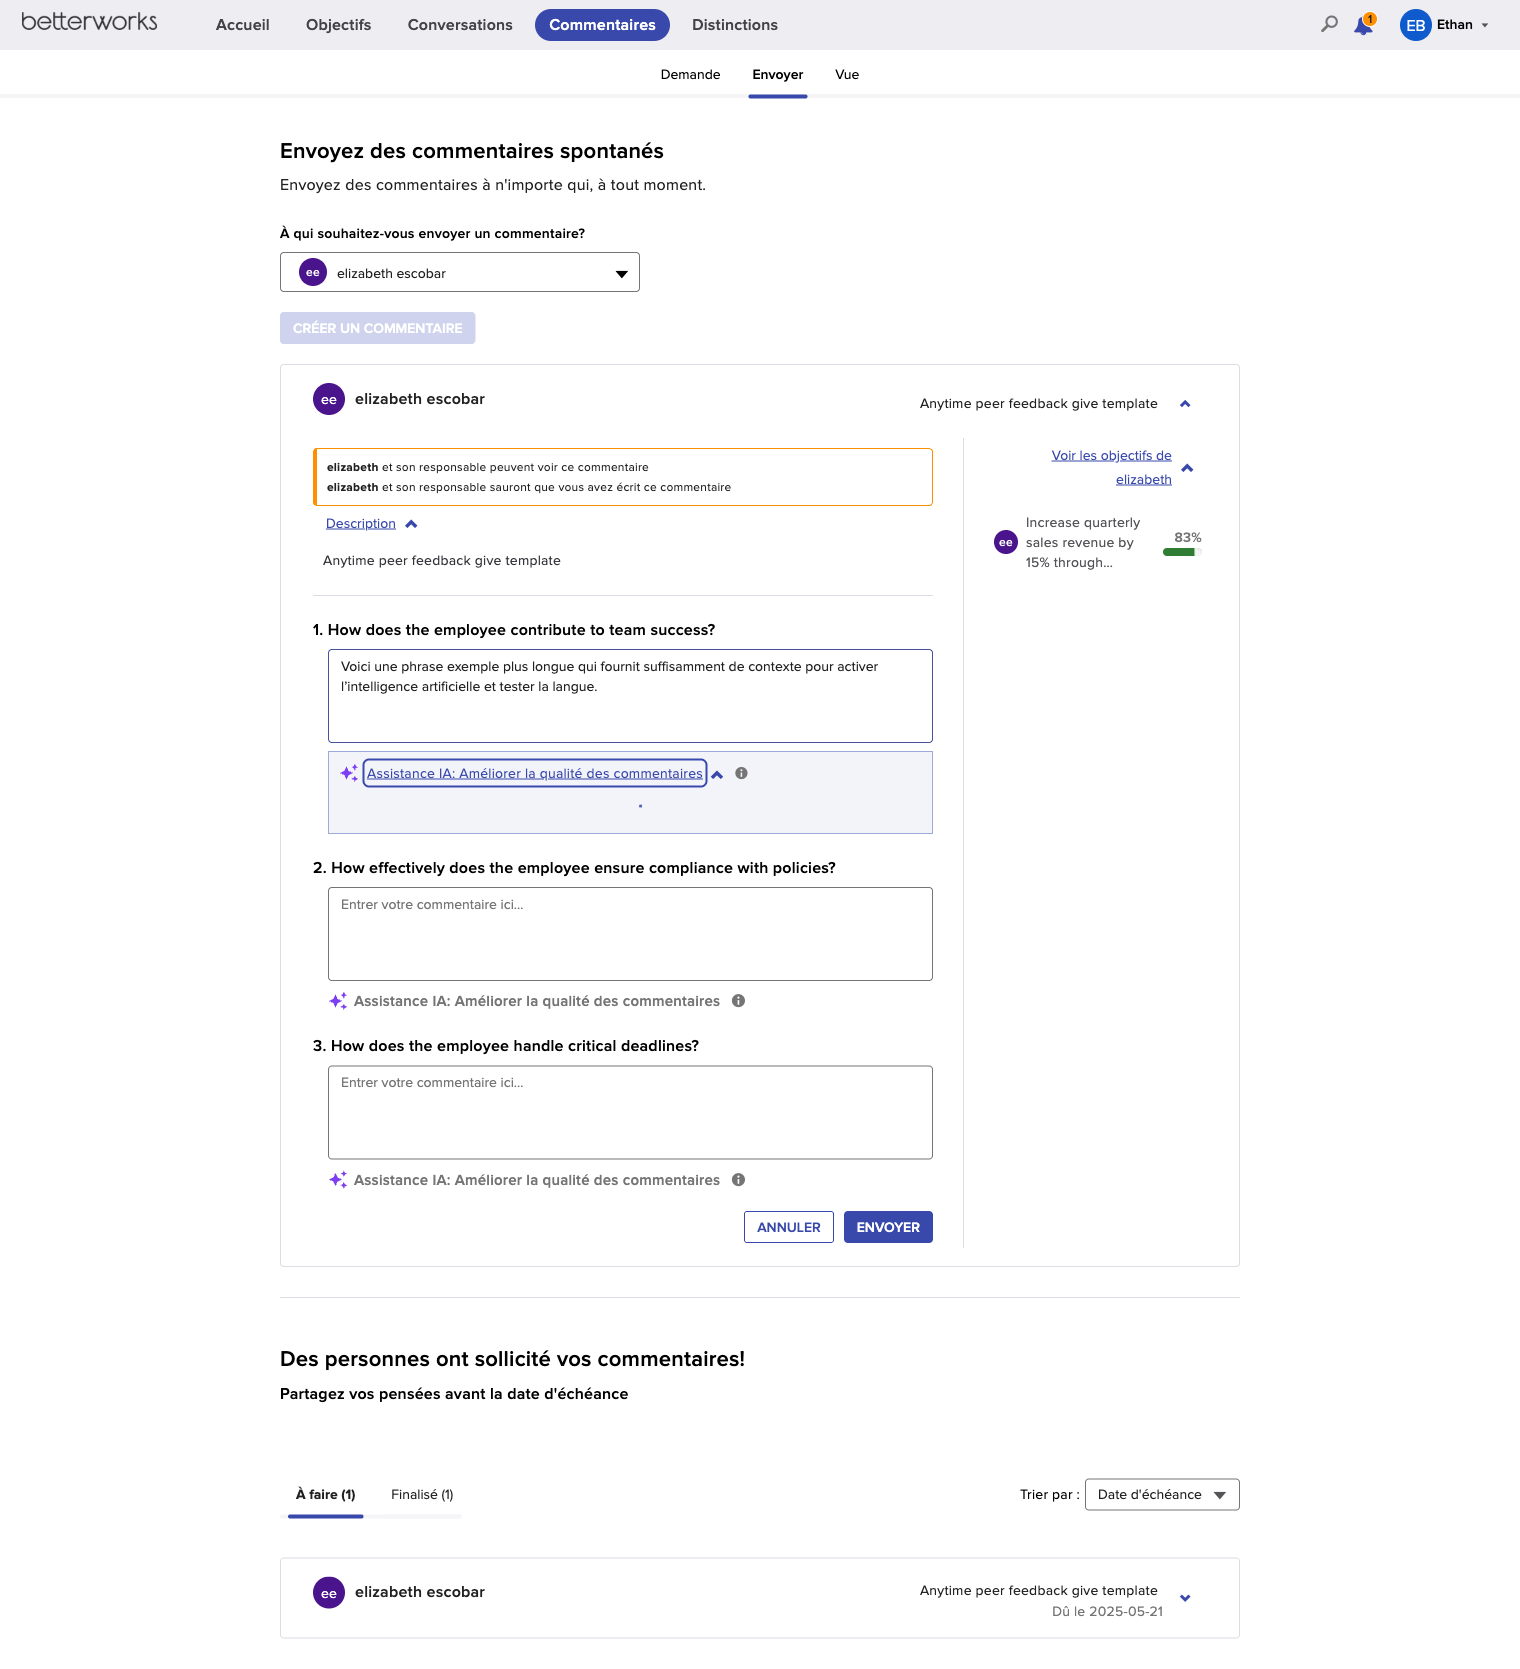 betterworks
Accueil
Objectifs
Conversations
Commentaires
Distinctions
1
EB
Ethan
Demande
Envoyer
Vue
Envoyez des commentaires spontanés
Envoyez des commentaires à n'importe qui, à tout moment.
À qui souhaitez-vous envoyer un commentaire?
ee
elizabeth escobar
CRÉER UN COMMENTAIRE
ee
elizabeth escobar
Anytime peer feedback give template
elizabeth et son responsable peuvent voir ce commentaire
elizabeth et son responsable sauront que vous avez écrit ce commentaire
Description
Anytime peer feedback give template
Voir les objectifs de
elizabeth
ee
Increase quarterly
sales revenue by
15% through...
83%
1. How does the employee contribute to team success?
Voici une phrase exemple plus longue qui fournit suffisamment de contexte pour activer
l'intelligence artificielle et tester la langue.
Assistance IA: Améliorer la qualité des commentaires
2. How effectively does the employee ensure compliance with policies?
Entrer votre commentaire ici...
Assistance IA: Améliorer la qualité des commentaires
3. How does the employee handle critical deadlines?
Entrer votre commentaire ici...
Assistance IA: Améliorer la qualité des commentaires
ANNULER
ENVOYER
Des personnes ont sollicité vos commentaires!
Partagez vos pensées avant la date d'échéance
À faire (1)
Finalisé (1)
Trier par :
Date d'échéance
ee
elizabeth escobar
Anytime peer feedback give template
Dû le 2025-05-21